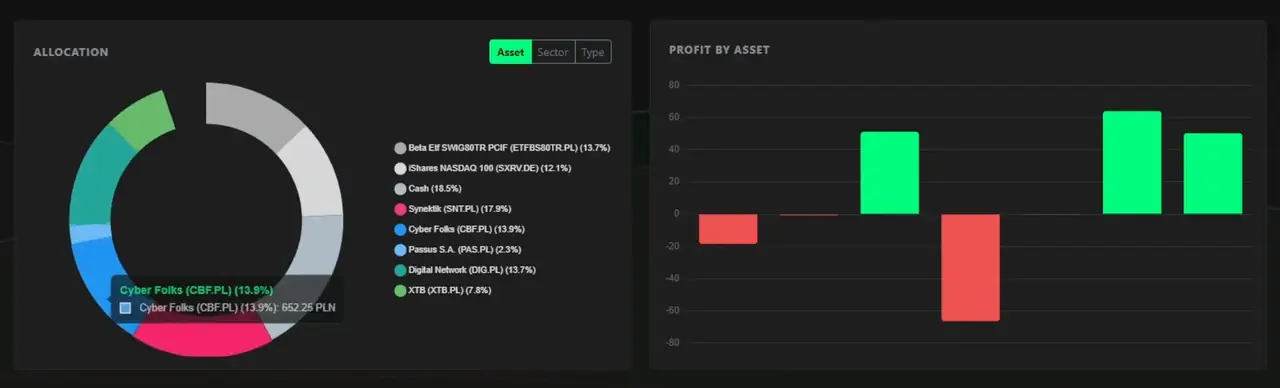 ALLOCATION
Asset Sector Type
Beta Etf SWIG80TR PCIF (ETFBS80TR.PL) (13.7%)
iShares NASDAQ 100 (SXRV.DE) (12.1%)
Cash (18.5%)
Synektik (SNT.PL) (17.9%)
Cyber Folks (CBF.PL) (13.9%)
Passus S.A. (PAS.PL) (2.3%)
Digital Network (DIG.PL) (13.7%)
XTB (XTB.PL) (7.8%)
Cyber Folks (CBF.PL) (13.9%)
Cyber Folks (CBF.PL) (13.9%): 652.25 PLN
PROFIT BY ASSET
80
60
40
20
0
-20
-40
-60
-80